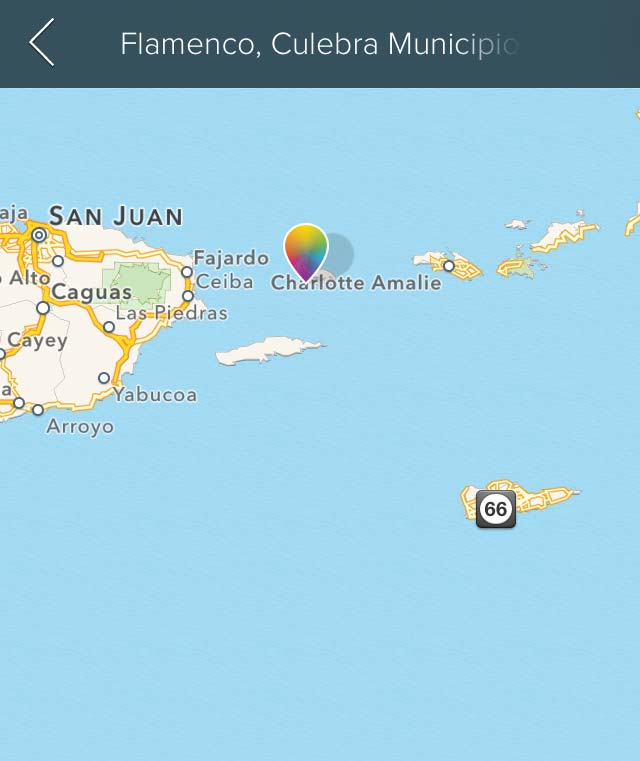 Flamenco, Culebra Municipio
aja
SAN JUAN
Fajardo
Alto
Ceiba
Charlotte Amalie
Caguas
Las Piedras
Cayey
Yabucoa
a
Arroyo
66